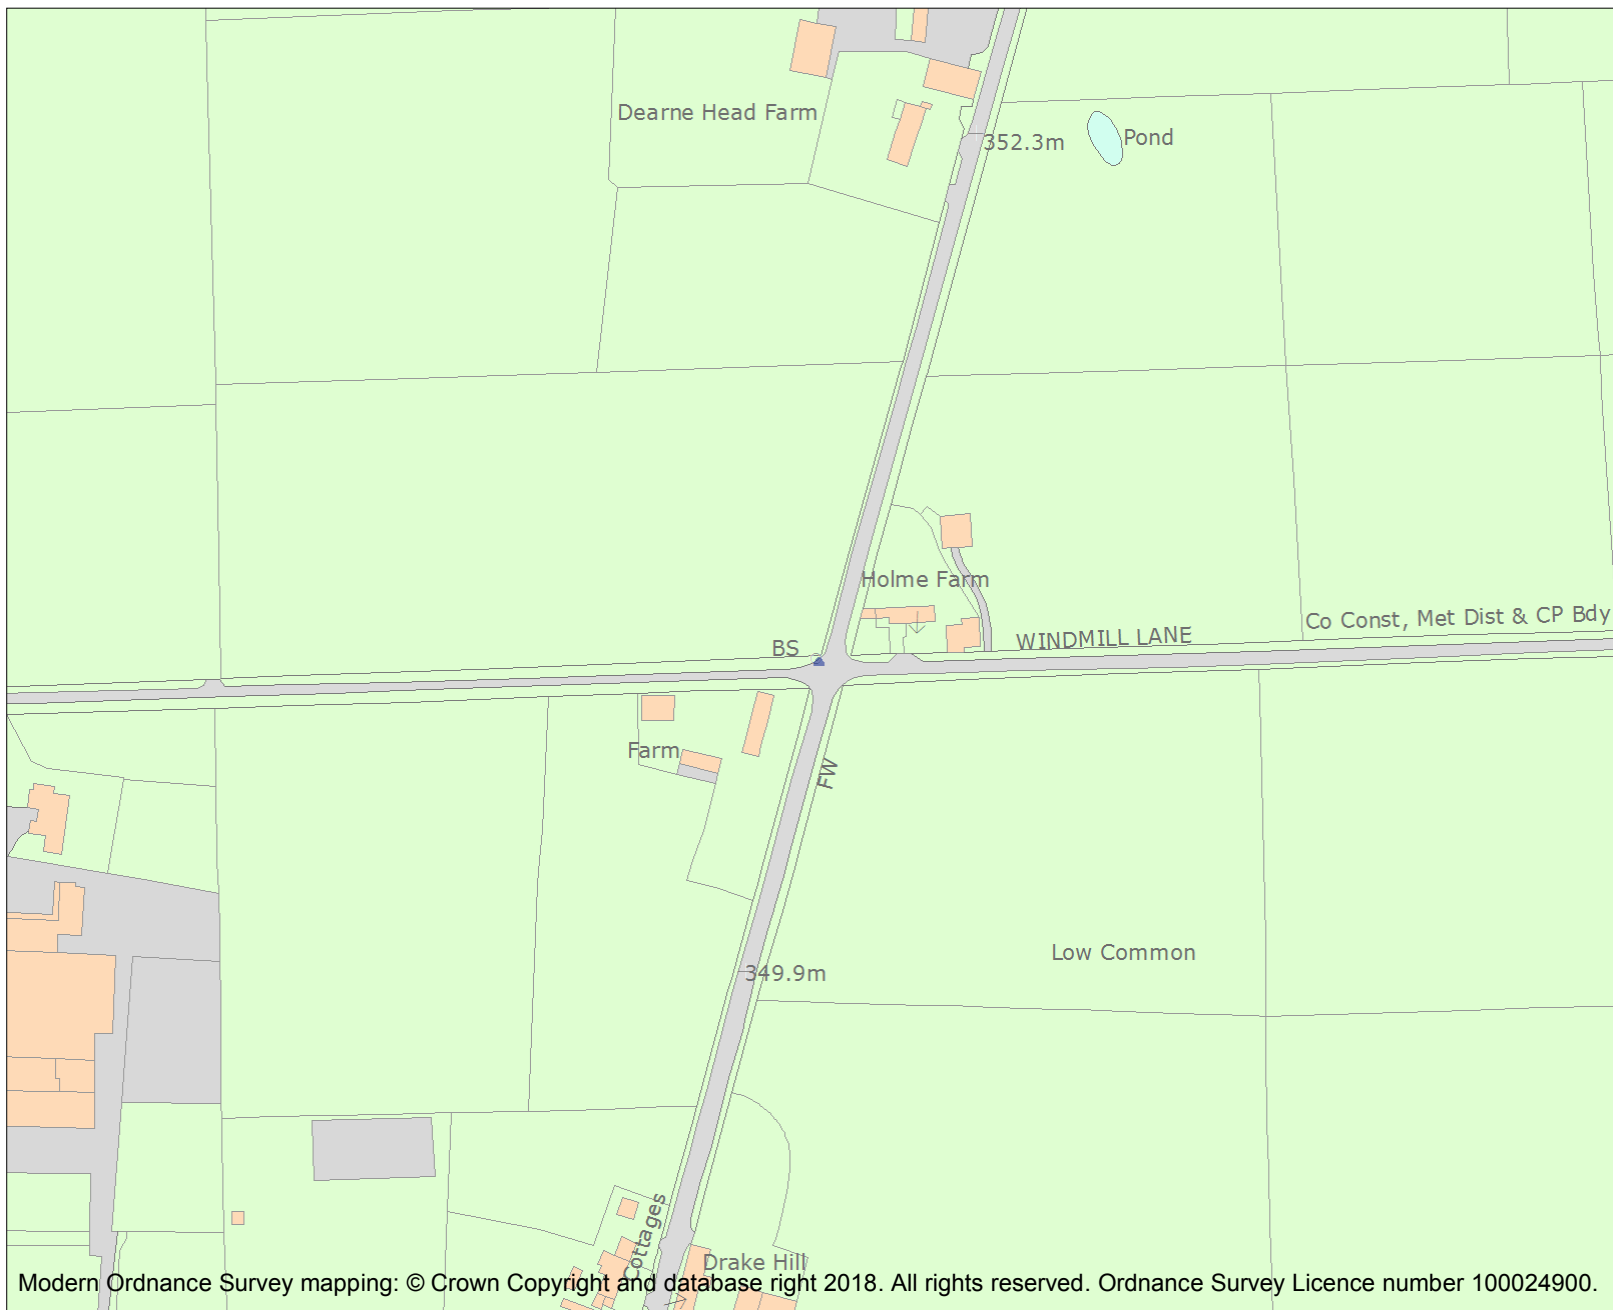 Dearne Head Farm
352.3m
Pond
Holme Farm
Co Const, Met Dist & CP Bdy
WINDMILL LANE
BS
Farm
FW
Low Common
349.9m
Cottages
Drake Hill
Modern Ordnance Survey mapping: © Crown Copyright and database right 2018. All rights reserved. Ordnance Survey Licence number 100024900.